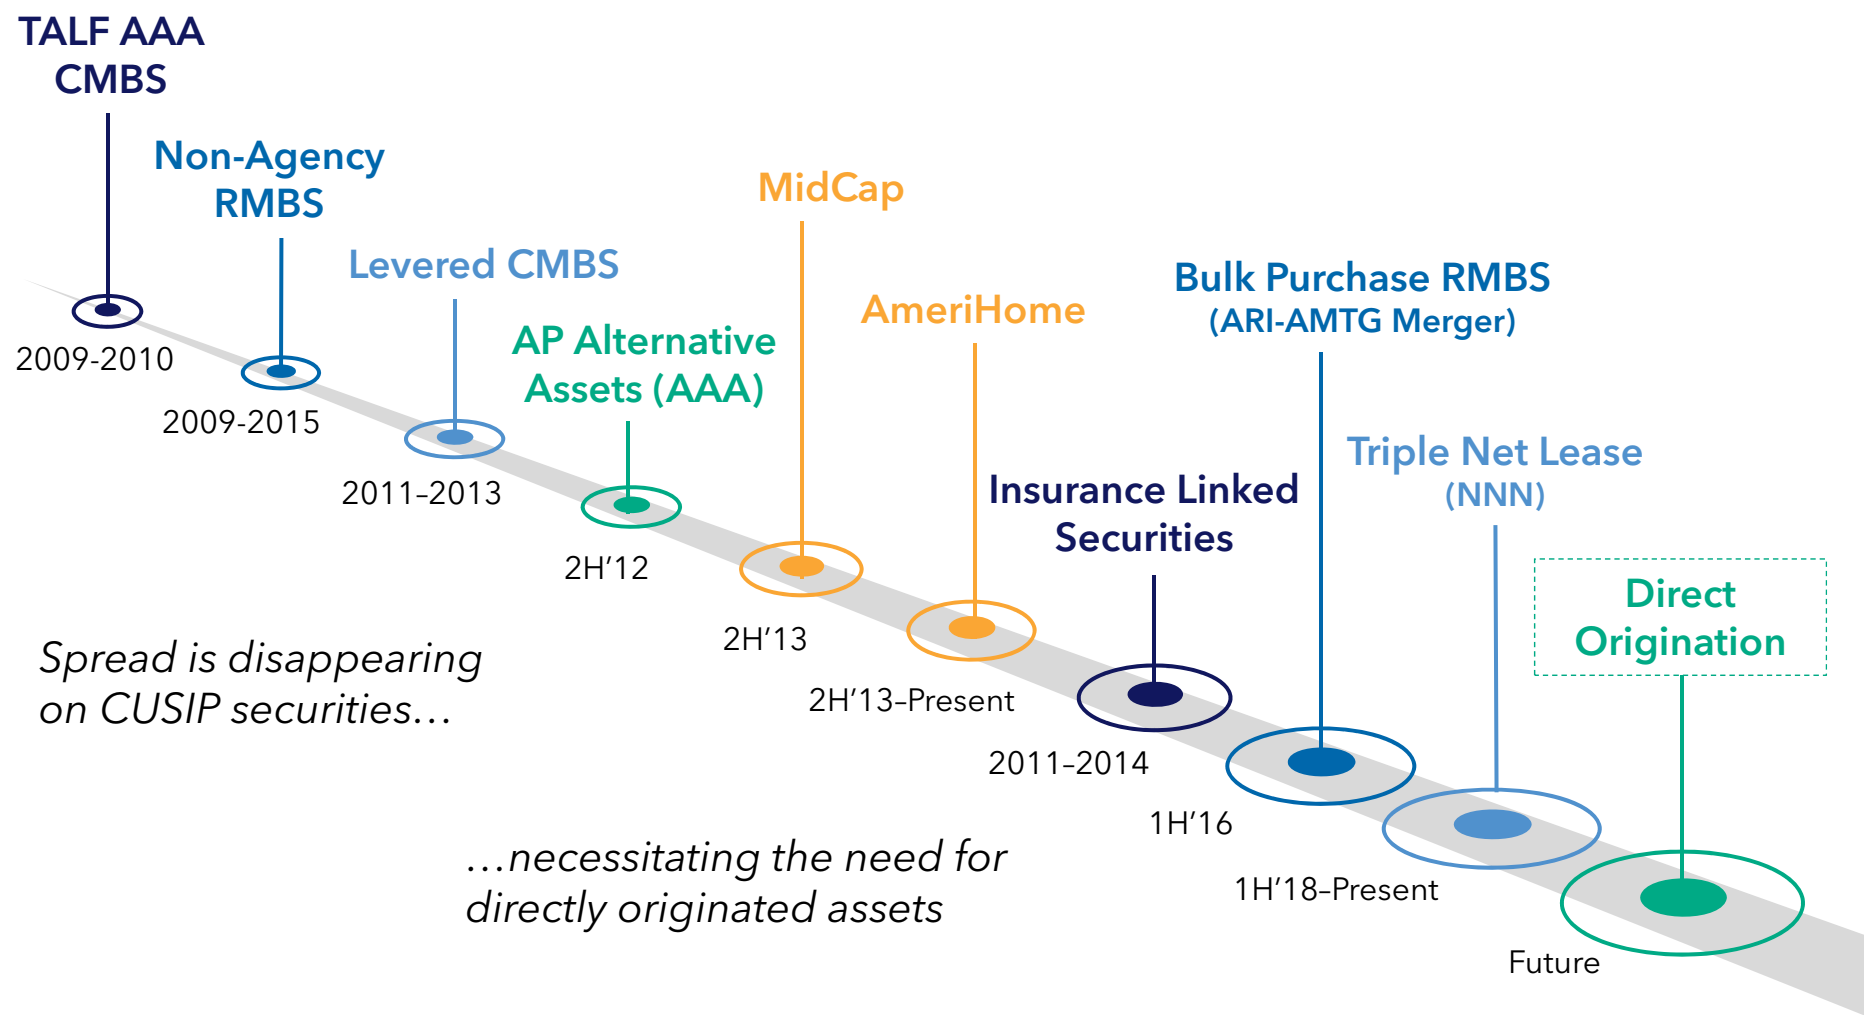 TALF AAA
CMBS
2009-2010
Non-Agency
RMBS
2009-2015
Levered CMBS
2011–2013
AP Alternative
Assets (AAA)
2H’12
MidCap
2H’13
AmeriHome
2H’13–Present
Insurance Linked
Securities
2011–2014
Bulk Purchase RMBS
(ARI-AMTG Merger)
1H’16
Triple Net Lease
(NNN)
1H’18–Present
Direct
Origination
Future
Spread is disappearing
on CUSIP securities…
…necessitating the need for
directly originated assets